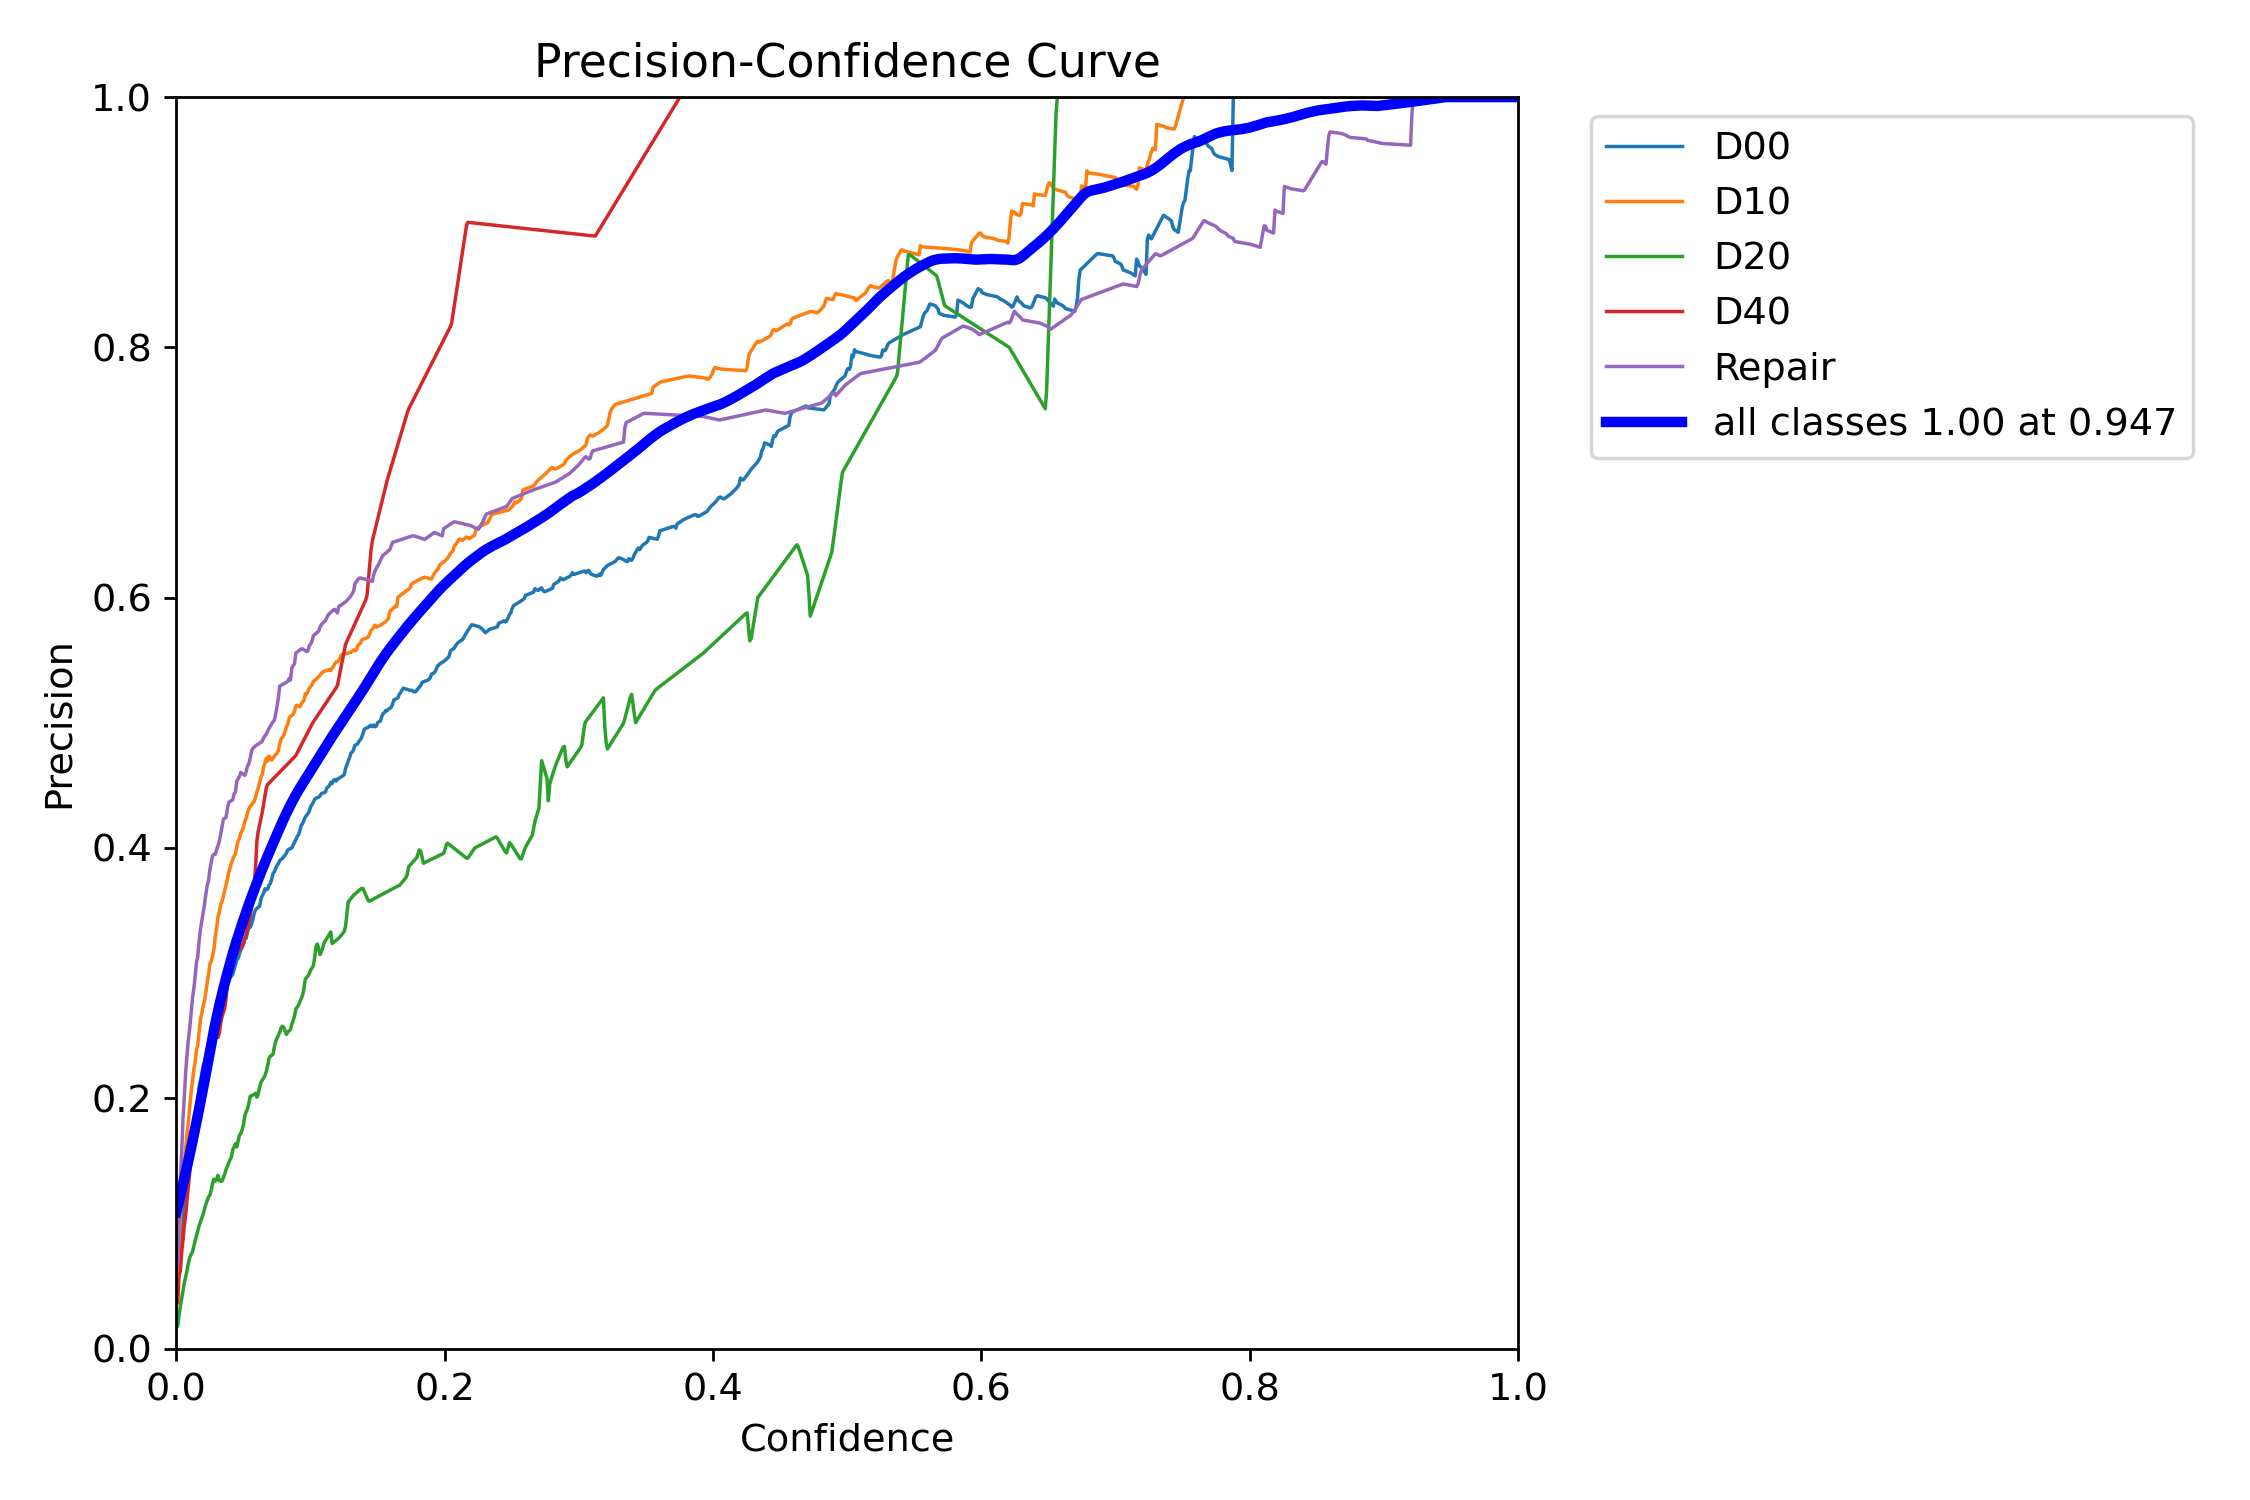 Precision-Confidence Curve
1.0
0.8
0.6
0.4
0.2
0.0
Precision
0.0 0.2 0.4 0.6 0.8 1.0
Confidence
D00
D10
D20
D40
Repair
all classes 1.00 at 0.947